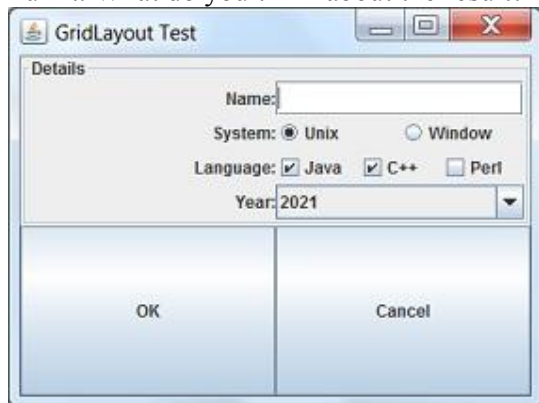 GridLayout Test
Details
Name:
System: Unix Window
Language: Java C++ Perl
Year: 2021
OK Cancel